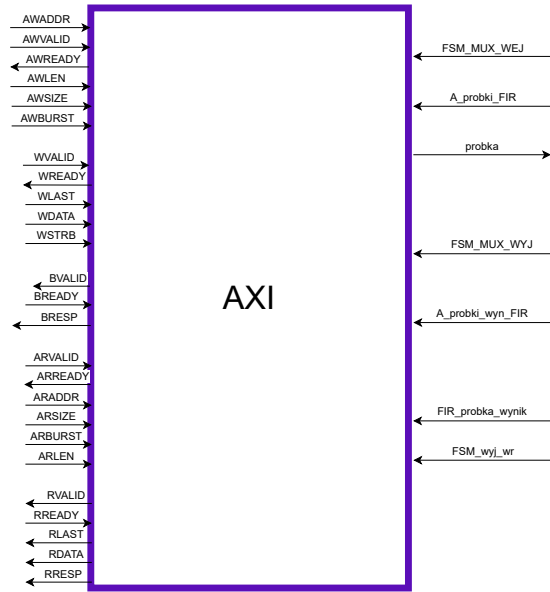 AWADDR
AWVALID
AWREADY
AWLEN
AWSIZE
AWBURST
WVALID
WREADY
WLAST
WDATA
WSTRB
BVALID
BREADY
BRESP
ARVALID
ARREADY
ARADDR
ARSIZE
ARBURST
ARLEN
RVALID
RREADY
RLAST
RDATA
RRESP
AXI
FSM_MUX_WEJ
A_probki_FIR
probka
FSM_MUX_WYJ
A_probki_wyn_FIR
FIR_probka_wynik
FSM_wyj_wr